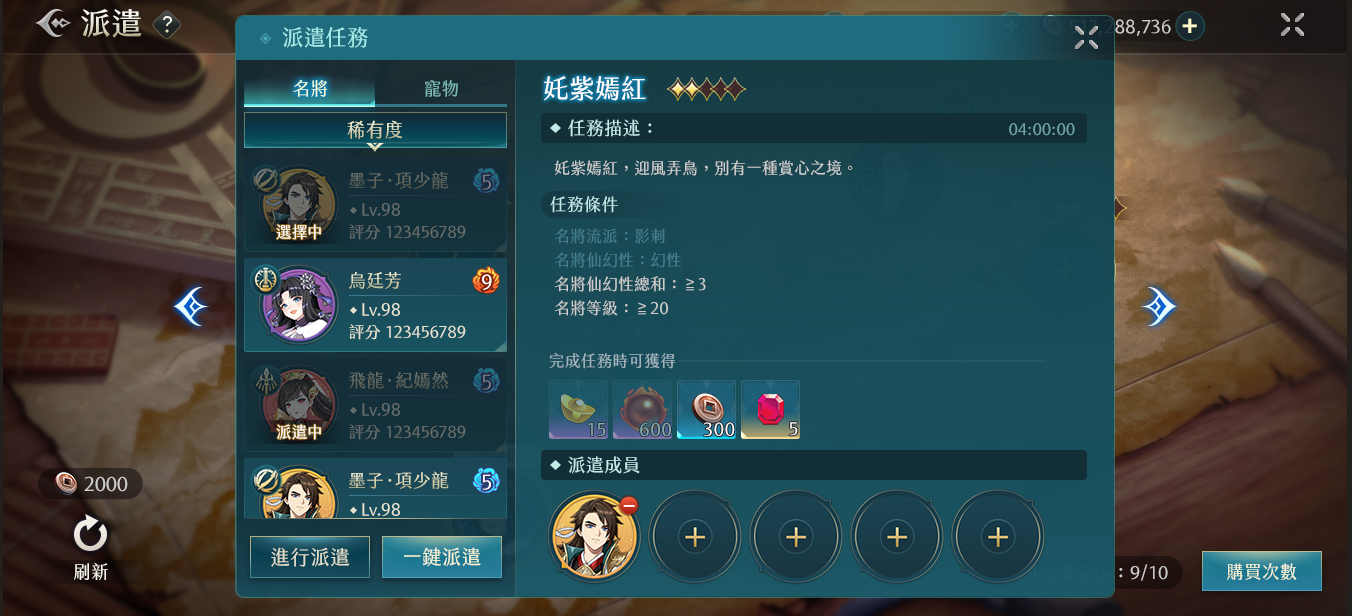 派遣 ?
派遣任務
88,736
名將 寵物
稀有度
墨子·項少龍 5
Lv.98
評分 123456789
選擇中
烏廷芳 9
Lv.98
評分 123456789
飛龍·紀嫣然 5
Lv.98
評分 123456789
派遣中
墨子·項少龍 5
Lv.98
進行派遣 一鍵派遣
奼紫嫣紅
任務描述：
04:00:00
奼紫嫣紅，迎風弄鳥，別有一種賞心之境。
任務條件
名將流派：影刺
名將仙幻性：幻性
名將仙幻性總和：≧3
名將等級：≧20
完成任務時可獲得
15 600 300 5
派遣成員
2000
刷新
：9/10
購買次數